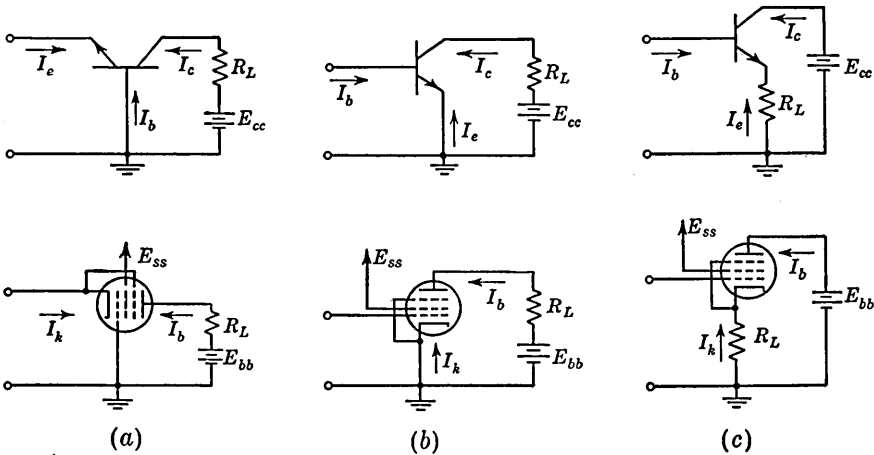 I_e
I_c
R_L
I_b
E_cc
I_b
I_c
R_L
E_cc
I_e
I_b
I_c
E_cc
I_e
R_L
E_ss
I_k
I_b
R_L
E_bb
E_ss
I_b
R_L
I_k
E_bb
E_ss
I_b
E_bb
I_k
R_L
(a)
(b)
(c)